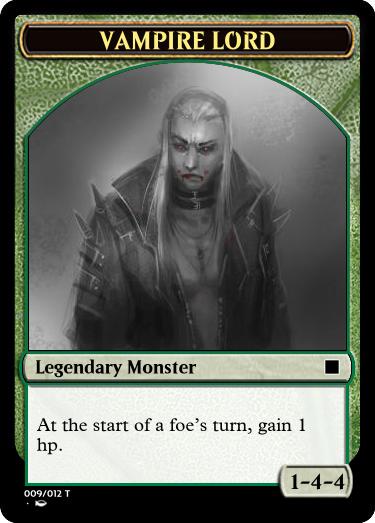 VAMPIRE LORD
Legendary Monster
At the start of a foe's turn, gain 1
hp.
1-4-4
009/012 T